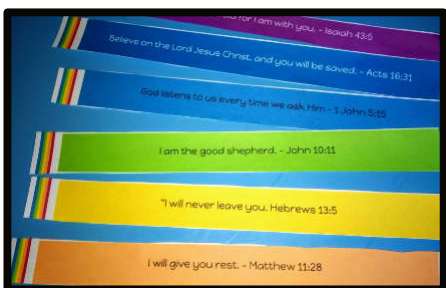 for I am with you. - Isaiah 43:5
Believe on the Lord Jesus Christ, and you will be saved. - Acts 16:31
God listens to us every time we ask Him - 1 John 5:15
I am the good shepherd. - John 10:11
"I will never leave you. Hebrews 13:5
I will give you rest. - Matthew 11:28